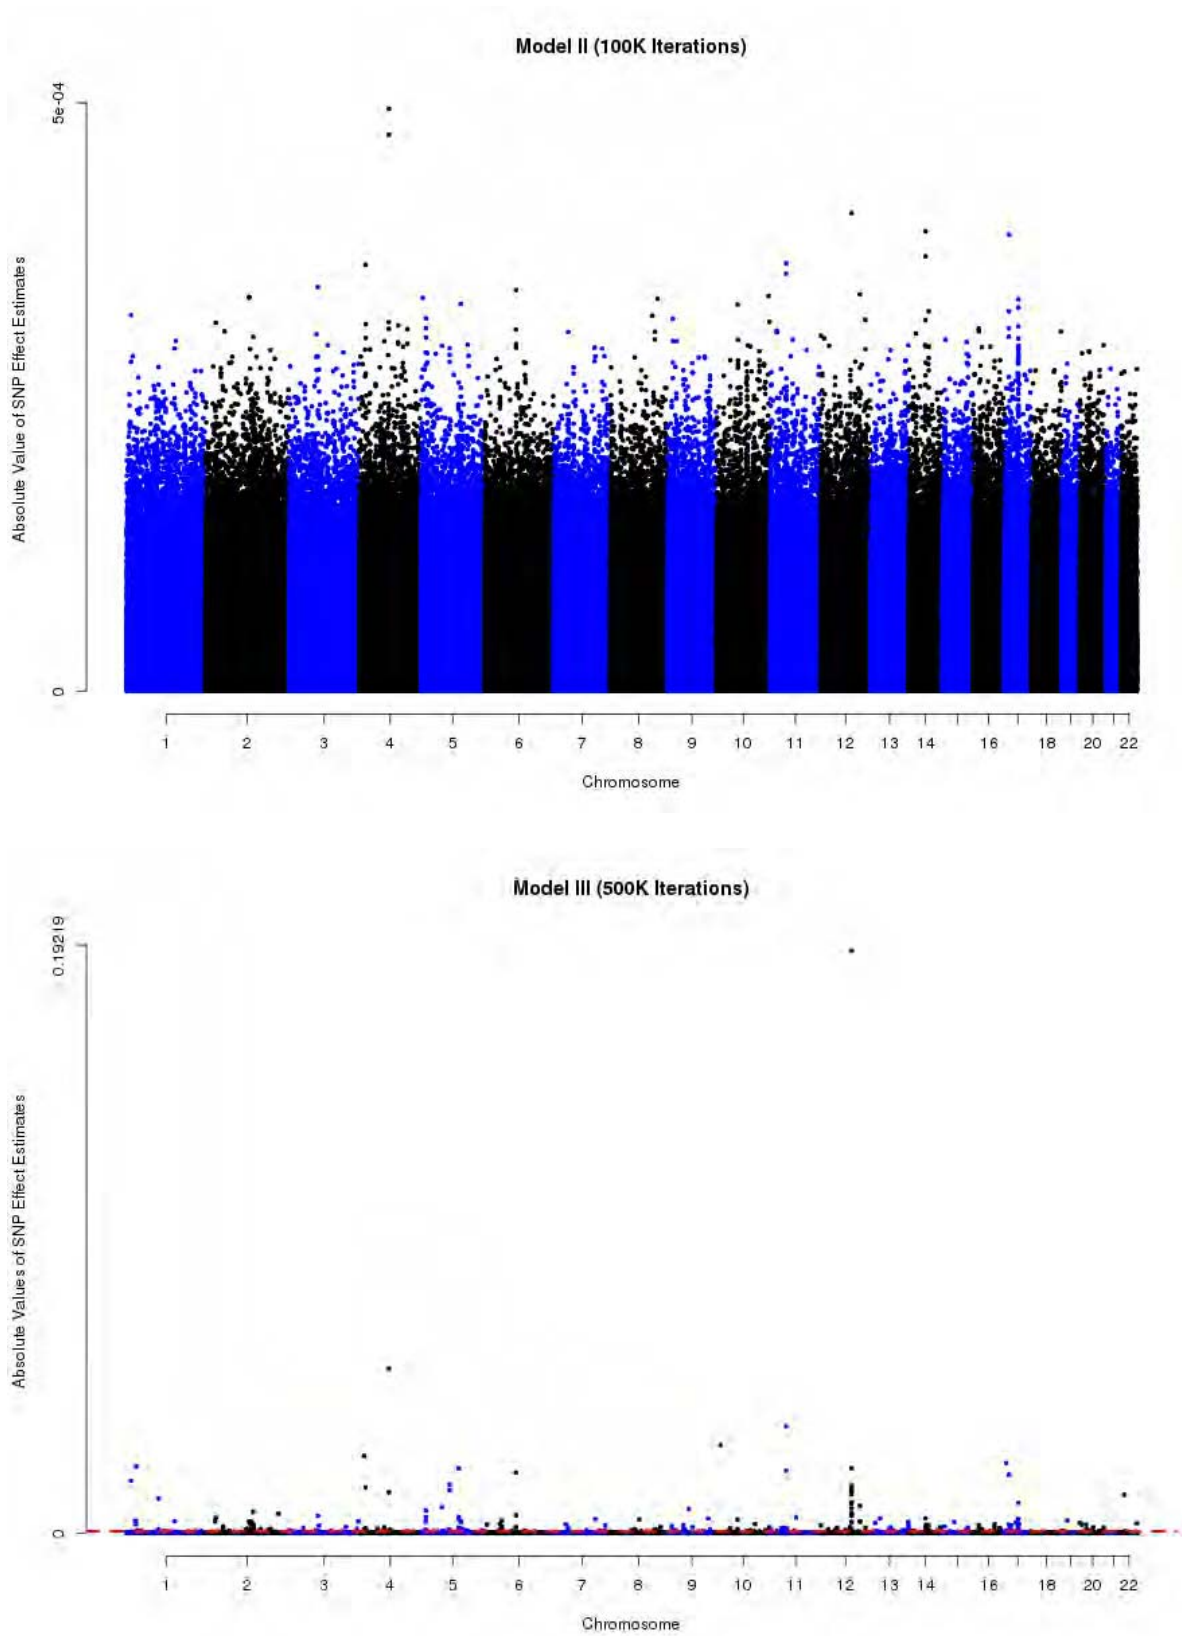 Model II (100K Iterations)
5e-04
Absolute Value of SNP Effect Estimates
0
1 2 3 4 5 6 7 8 9 10 11 12 13 14 16 18 20 22
Chromosome
Model III (500K Iterations)
0.19219
Absolute Values of SNP Effect Estimates
0
1 2 3 4 5 6 7 8 9 10 11 12 13 14 16 18 20 22
Chromosome